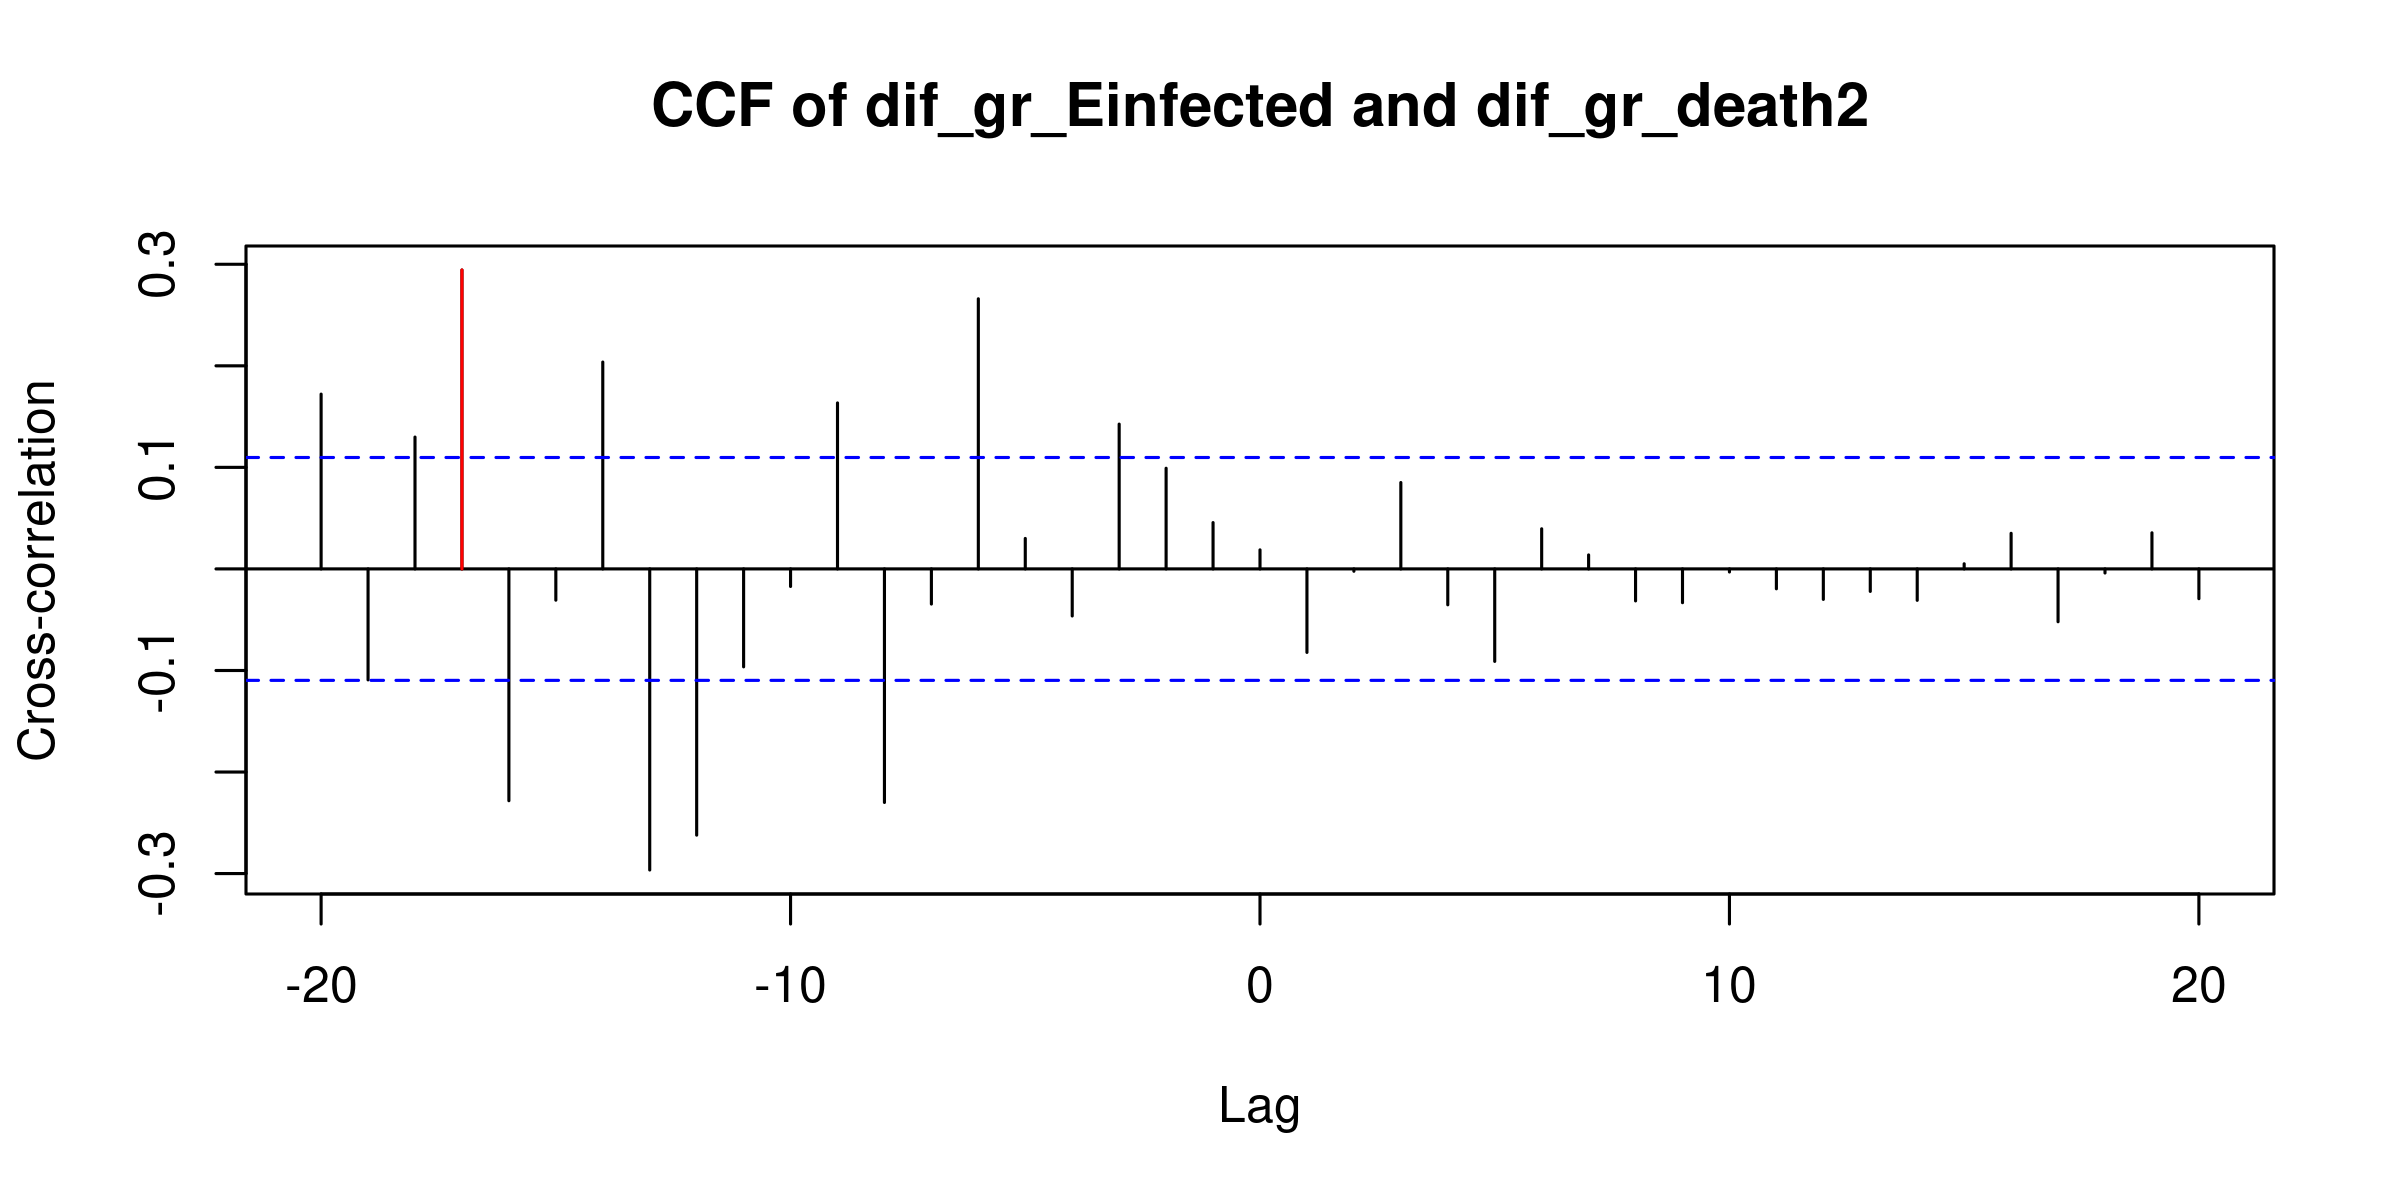 CCF of dif_gr_Einfected and dif_gr_death2
Cross-correlation
0.3
0.1
-0.1
-0.3
-20 -10 0 10 20
Lag